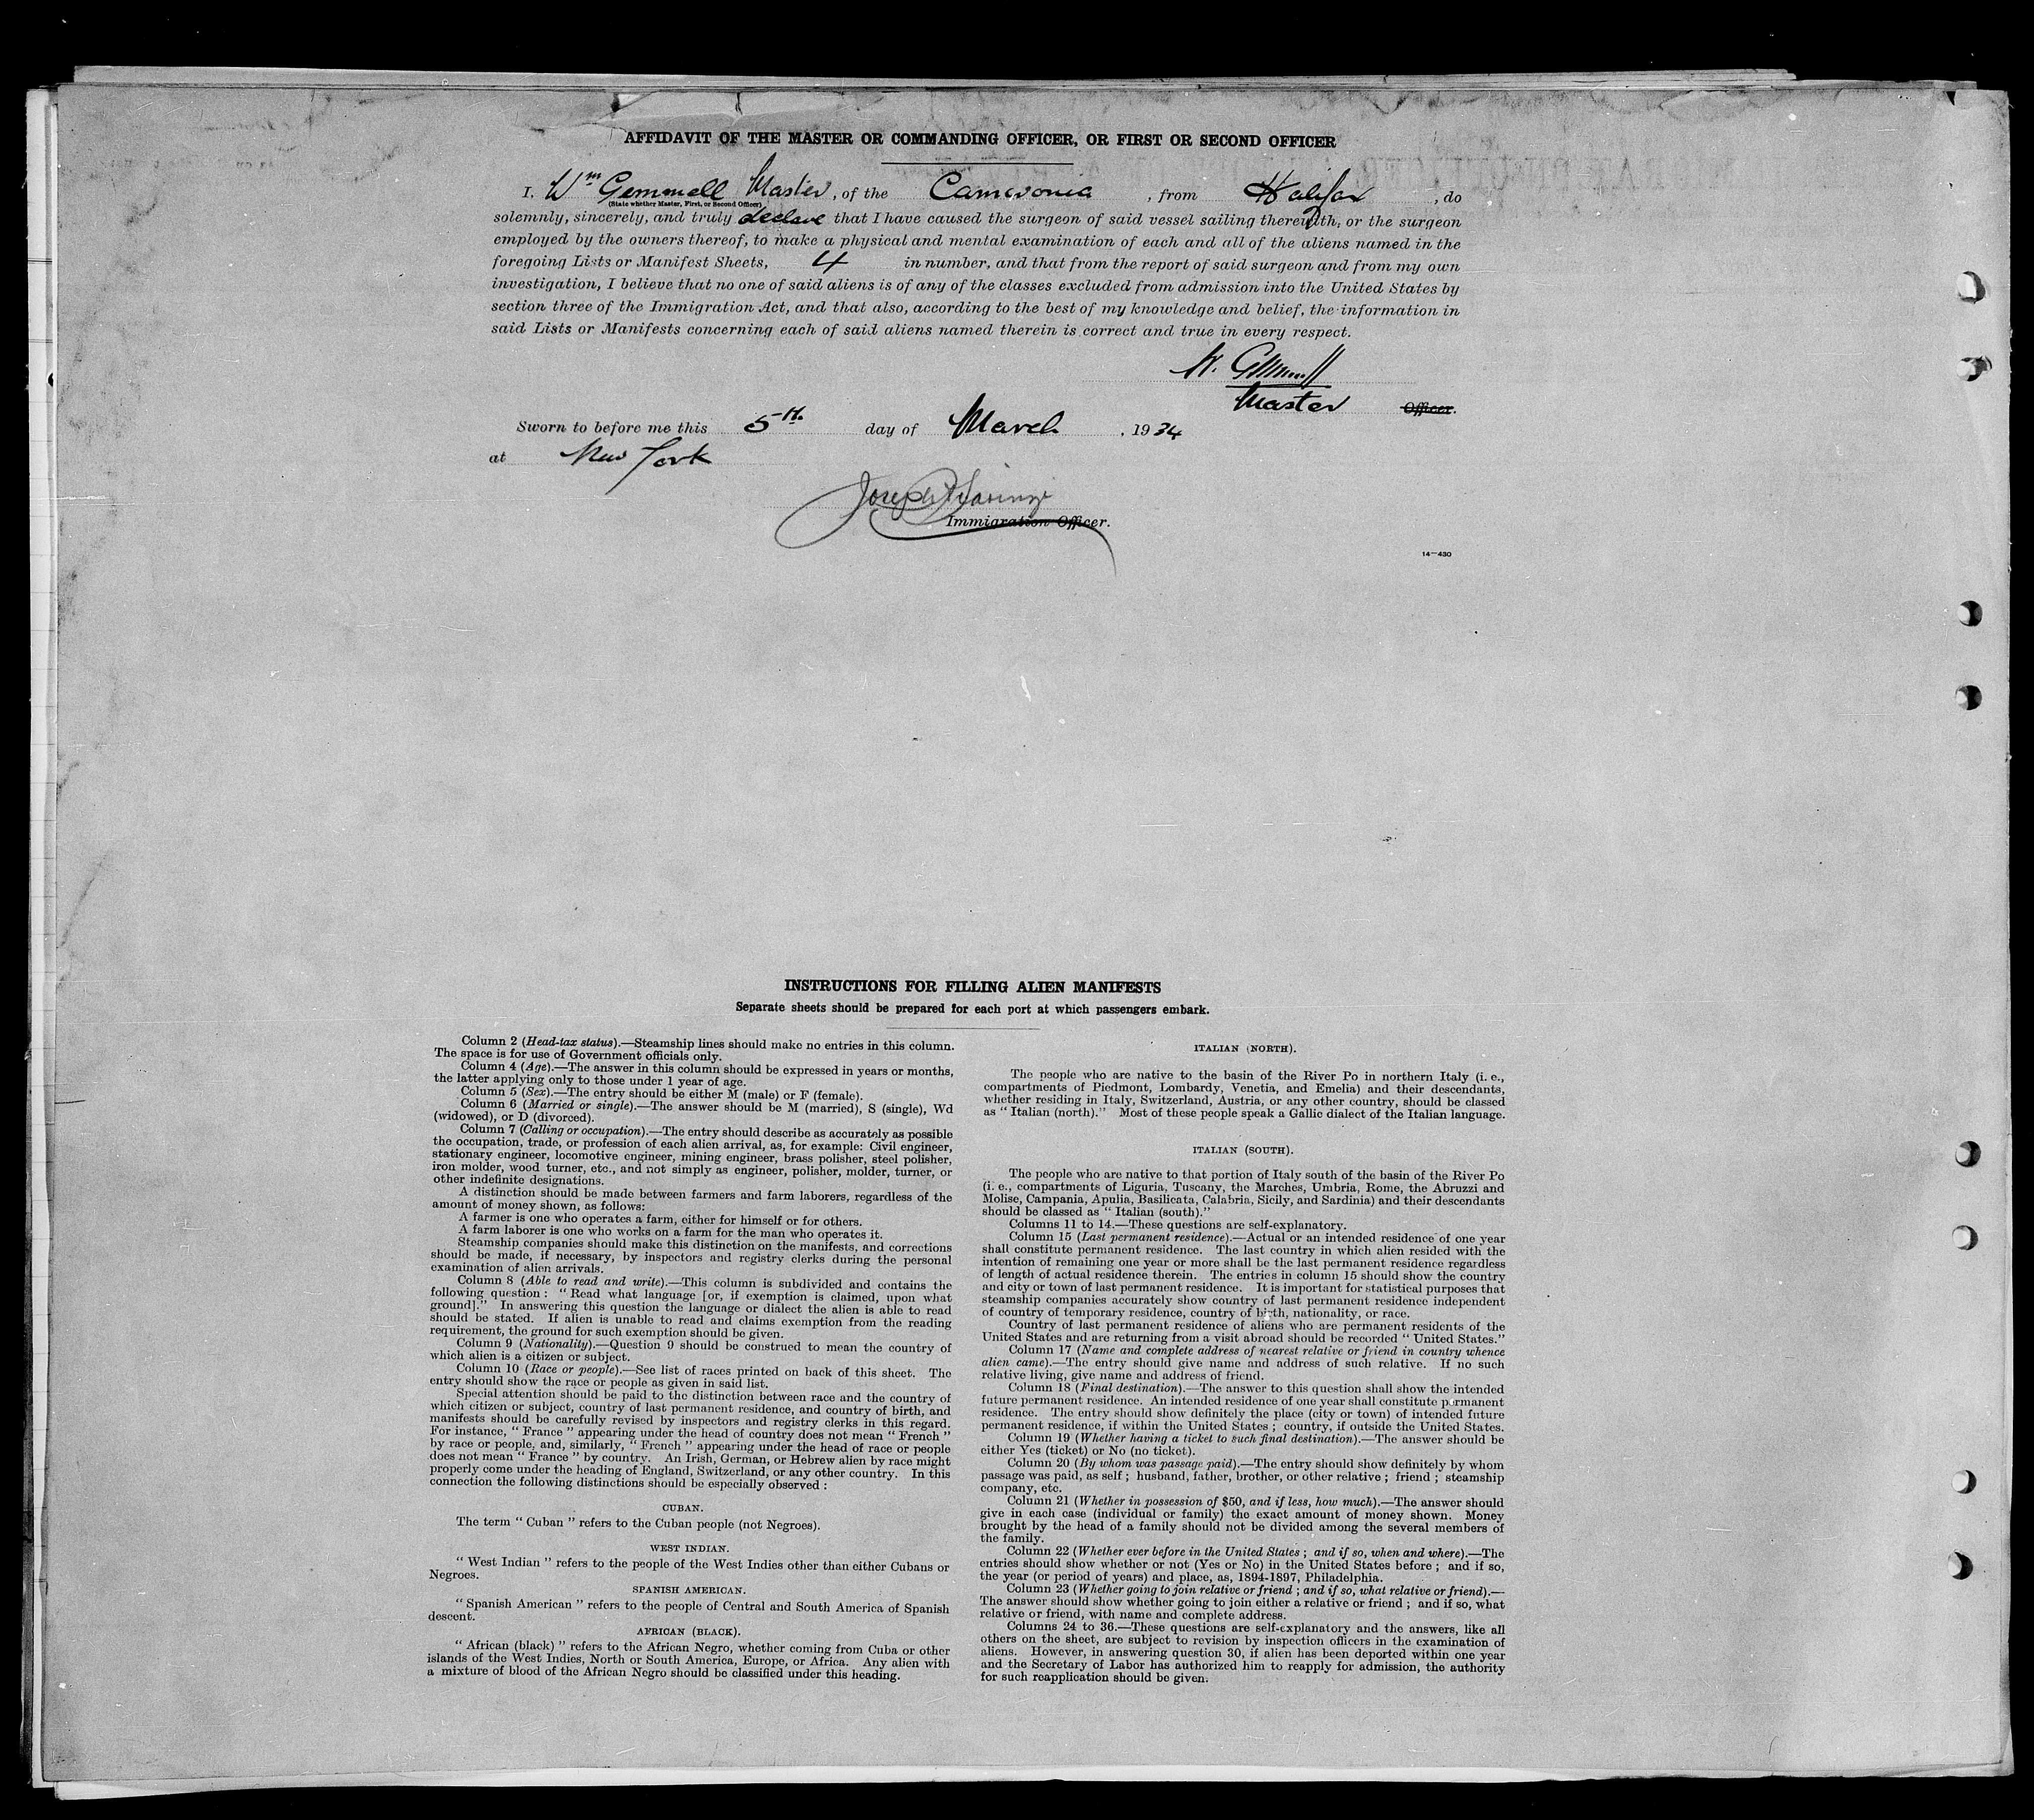 AFFIDAVIT OF THE MASTER OR COMMANDING OFFICER, OR FIRST OR SECOND OFFICER
I, Wm Gemmell Master, of the Cameronia, from Halifax, do
(State whether Master, First, or Second Officer)
solemnly, sincerely, and truly declare that I have caused the surgeon of said vessel sailing therewith, or the surgeon
employed by the owners thereof, to make a physical and mental examination of each and all of the aliens named in the
foregoing Lists or Manifest Sheets, 4 in number, and that from the report of said surgeon and from my own
investigation, I believe that no one of said aliens is of any of the classes excluded from admission into the United States by
section three of the Immigration Act, and that also, according to the best of my knowledge and belief, the information in
said Lists or Manifests concerning each of said aliens named therein is correct and true in every respect.
W. Gemmell
Master Officer.
Sworn to before me this 5th day of March, 1934
at New York
Joseph
Immigration Officer.
14—430
INSTRUCTIONS FOR FILLING ALIEN MANIFESTS
Separate sheets should be prepared for each port at which passengers embark.
Column 2 (Head-tax status).—Steamship lines should make no entries in this column.
The space is for use of Government officials only.
Column 4 (Age).—The answer in this column should be expressed in years or months,
the latter applying only to those under 1 year of age.
Column 5 (Sex).—The entry should be either M (male) or F (female).
Column 6 (Married or single).—The answer should be M (married), S (single), Wd
(widowed), or D (divorced).
Column 7 (Calling or occupation).—The entry should describe as accurately as possible
the occupation, trade, or profession of each alien arrival, as, for example: Civil engineer,
stationary engineer, locomotive engineer, mining engineer, brass polisher, steel polisher,
iron molder, wood turner, etc., and not simply as engineer, polisher, molder, turner, or
other indefinite designations.
A distinction should be made between farmers and farm laborers, regardless of the
amount of money shown, as follows:
A farmer is one who operates a farm, either for himself or for others.
A farm laborer is one who works on a farm for the man who operates it.
Steamship companies should make this distinction on the manifests, and corrections
should be made, if necessary, by inspectors and registry clerks during the personal
examination of alien arrivals.
Column 8 (Able to read and write).—This column is subdivided and contains the
following question : “ Read what language [or, if exemption is claimed, upon what
ground].” In answering this question the language or dialect the alien is able to read
should be stated. If alien is unable to read and claims exemption from the reading
requirement, the ground for such exemption should be given.
Column 9 (Nationality).—Question 9 should be construed to mean the country of
which alien is a citizen or subject.
Column 10 (Race or people).—See list of races printed on back of this sheet. The
entry should show the race or people as given in said list.
Special attention should be paid to the distinction between race and the country of
which citizen or subject, country of last permanent residence, and country of birth, and
manifests should be carefully revised by inspectors and registry clerks in this regard.
For instance, “ France ” appearing under the head of country does not mean “ French ”
by race or people, and, similarly, “ French ” appearing under the head of race or people
does not mean “ France ” by country. An Irish, German, or Hebrew alien by race might
properly come under the heading of England, Switzerland, or any other country. In this
connection the following distinctions should be especially observed :
CUBAN.
The term “ Cuban ” refers to the Cuban people (not Negroes).
WEST INDIAN.
“ West Indian ” refers to the people of the West Indies other than either Cubans or
Negroes.
SPANISH AMERICAN.
“ Spanish American ” refers to the people of Central and South America of Spanish
descent.
AFRICAN (BLACK).
“ African (black) ” refers to the African Negro, whether coming from Cuba or other
islands of the West Indies, North or South America, Europe, or Africa. Any alien with
a mixture of blood of the African Negro should be classified under this heading.
ITALIAN (NORTH).
The people who are native to the basin of the River Po in northern Italy (i. e.,
compartments of Piedmont, Lombardy, Venetia, and Emelia) and their descendants,
whether residing in Italy, Switzerland, Austria, or any other country, should be classed
as “ Italian (north).” Most of these people speak a Gallic dialect of the Italian language.
ITALIAN (SOUTH).
The people who are native to that portion of Italy south of the basin of the River Po
(i. e., compartments of Liguria, Tuscany, the Marches, Umbria, Rome, the Abruzzi and
Molise, Campania, Apulia, Basilicata, Calabria, Sicily, and Sardinia) and their descendants
should be classed as “ Italian (south).”
Columns 11 to 14.—These questions are self-explanatory.
Column 15 (Last permanent residence).—Actual or an intended residence of one year
shall constitute permanent residence. The last country in which alien resided with the
intention of remaining one year or more shall be the last permanent residence regardless
of length of actual residence therein. The entries in column 15 should show the country
and city or town of last permanent residence. It is important for statistical purposes that
steamship companies accurately show country of last permanent residence independent
of country of temporary residence, country of birth, nationality, or race.
Country of last permanent residence of aliens who are permanent residents of the
United States and are returning from a visit abroad should be recorded “ United States.”
Column 17 (Name and complete address of nearest relative or friend in country whence
alien came).—The entry should give name and address of such relative. If no such
relative living, give name and address of friend.
Column 18 (Final destination).—The answer to this question shall show the intended
future permanent residence. An intended residence of one year shall constitute permanent
residence. The entry should show definitely the place (city or town) of intended future
permanent residence, if within the United States ; country, if outside the United States.
Column 19 (Whether having a ticket to such final destination).—The answer should be
either Yes (ticket) or No (no ticket).
Column 20 (By whom was passage paid).—The entry should show definitely by whom
passage was paid, as self ; husband, father, brother, or other relative ; friend ; steamship
company, etc.
Column 21 (Whether in possession of $50, and if less, how much).—The answer should
give in each case (individual or family) the exact amount of money shown. Money
brought by the head of a family should not be divided among the several members of
the family.
Column 22 (Whether ever before in the United States ; and if so, when and where).—The
entries should show whether or not (Yes or No) in the United States before ; and if so,
the year (or period of years) and place, as, 1894-1897, Philadelphia.
Column 23 (Whether going to join relative or friend ; and if so, what relative or friend).—
The answer should show whether going to join either a relative or friend ; and if so, what
relative or friend, with name and complete address.
Columns 24 to 36.—These questions are self-explanatory and the answers, like all
others on the sheet, are subject to revision by inspection officers in the examination of
aliens. However, in answering question 30, if alien has been deported within one year
and the Secretary of Labor has authorized him to reapply for admission, the authority
for such reapplication should be given.